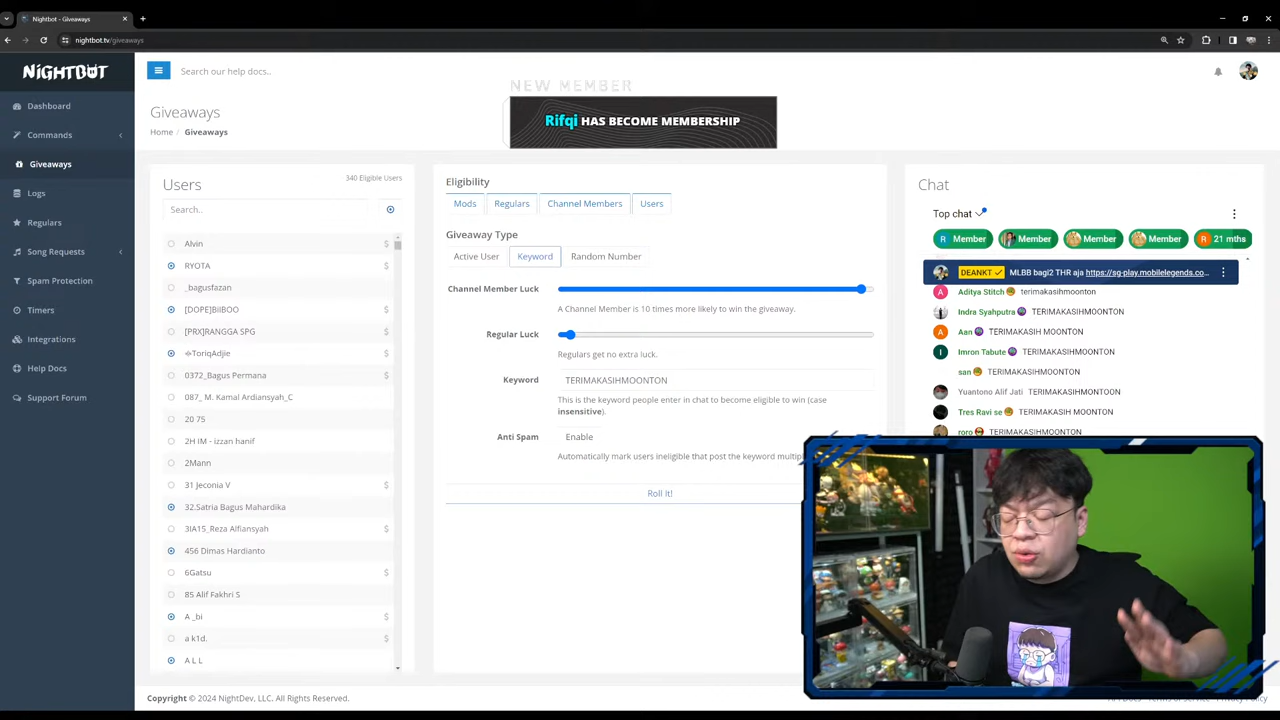 Nightbot - Giveaways
nightbot.tv/giveaways
NIGHTBOT
Search our help docs..
NEW MEMBER
Rifqi HAS BECOME MEMBERSHIP
Dashboard
Commands
Giveaways
Logs
Regulars
Song Requests
Spam Protection
Timers
Integrations
Help Docs
Support Forum
Giveaways
Home / Giveaways
Users
340 Eligible Users
Search..
Alvin $
RYOTA $
_bagusfazan
[DOPE]BiiBOO $
[PRX]RANGGA SPG $
ToriqAdjie $
0372_Bagus Permana $
087_ M. Kamal Ardiansyah_C
20 75
2H IM - izzan hanif
2Mann
31 Jeconia V $
32.Satria Bagus Mahardika
3IA15_Reza Alfiansyah $
456 Dimas Hardianto
6Gatsu $
85 Alif Fakhri S
A _bi $
a k1d. $
A L L
Eligibility
Mods Regulars Channel Members Users
Giveaway Type
Active User Keyword Random Number
Channel Member Luck
A Channel Member is 10 times more likely to win the giveaway.
Regular Luck
Regulars get no extra luck.
Keyword TERIMAKASIHMOONTON
This is the keyword people enter in chat to become eligible to win (case
insensitive).
Anti Spam Enable
Automatically mark users ineligible that post the keyword
Roll It!
Chat
Top chat
R Member Member Member Member R 21 mths
DEANKT MLBB bagi2 THR aja https://sg-play.mobilelegends.co...
A Aditya Stitch terimakasihmoonton
Indra Syahputra TERIMAKASIHMOONTON
A Aan TERIMAKASIH MOONTON
I Imron Tabute TERIMAKASIHMOONTON
san TERIMAKASIHMOONTON
Yuantono Alif Jati TERIMAKASIHMOONTOON
Tres Ravi se TERIMAKASIH MOONTON
roro TERIMAKASIHMOONTON
Copyright © 2024 NightDev, LLC. All Rights Reserved.